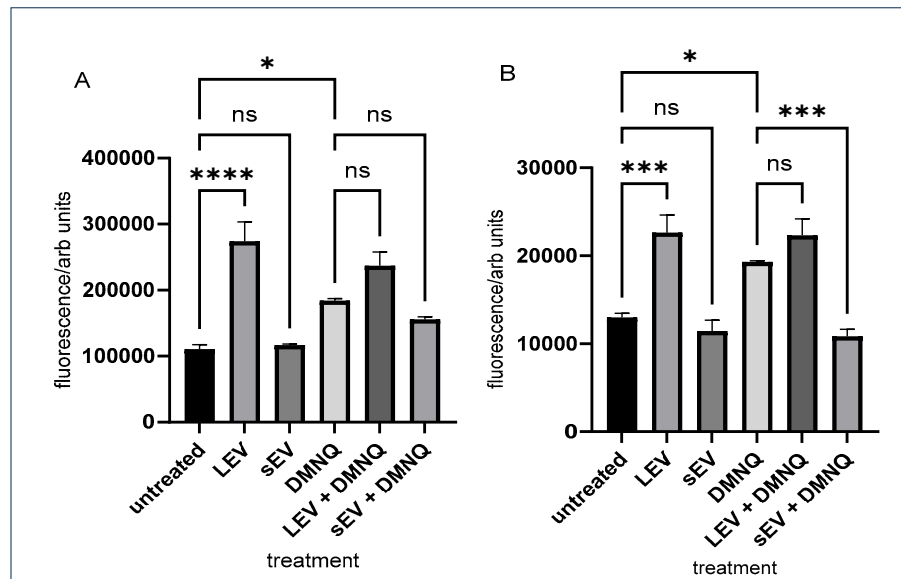 A
*
ns
ns
****
ns
400000
300000
200000
100000
0
fluorescence/arb units
untreated
LEV
sEV
DMNQ
LEV + DMNQ
sEV + DMNQ
treatment
B
*
ns
***
***
ns
30000
20000
10000
0
fluorescence/arb units
untreated
LEV
sEV
DMNQ
LEV + DMNQ
sEV + DMNQ
treatment